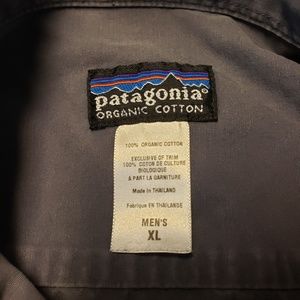 patagonia®
ORGANIC COTTON
100% ORGANIC COTTON
EXCLUSIVE OF TRIM
100% COTON DE CULTURE
BIOLOGIQUE
A PART LA GARNITURE
Made in THAILAND
Fabriqué EN THAILANDE
MEN'S
XL